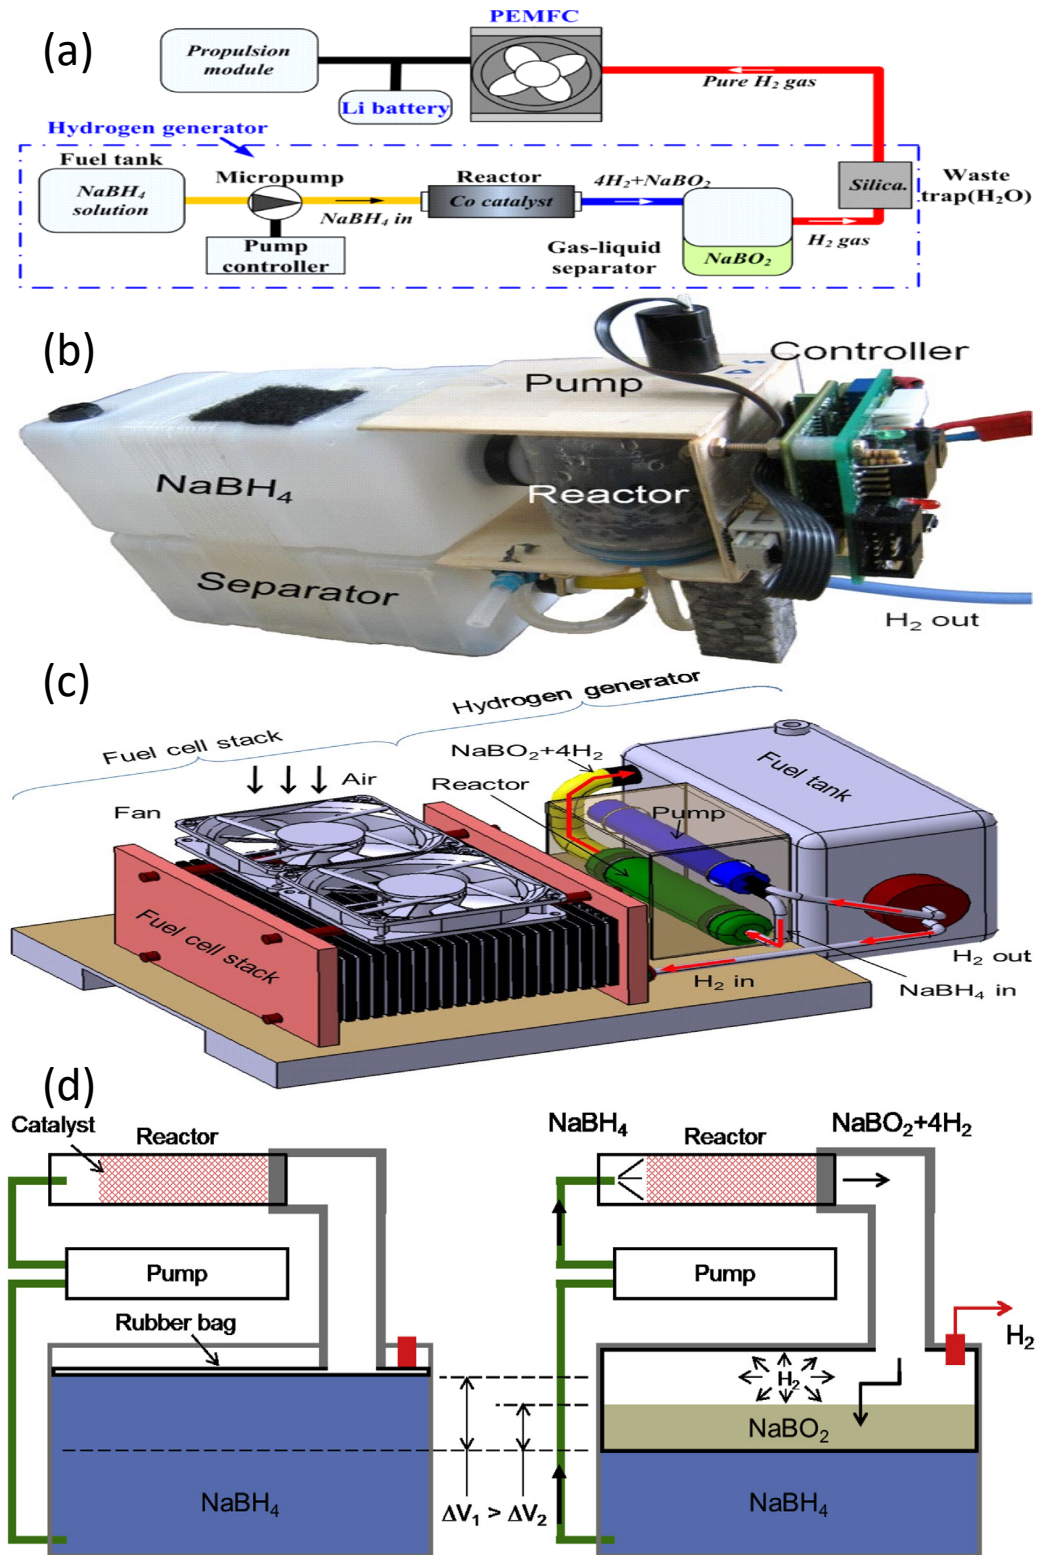 (a)
PEMFC
Propulsion
module
Pure H₂ gas
Li battery
Hydrogen generator
Fuel tank
NaBH₄
solution
Micropump
NaBH₄ in
Pump
controller
Reactor
Co catalyst
4H₂+NaBO₂
Gas-liquid
separator
NaBO₂
H₂ gas
Silica.
Waste
trap(H₂O)
(b)
Controller
Pump
NaBH₄
Reactor
Separator
H₂ out
(c)
Hydrogen generator
Fuel cell stack
NaBO₂+4H₂
Reactor
Air
Fan
Fuel tank
Pump
Fuel cell stack
H₂ in
H₂ out
NaBH₄ in
(d)
Catalyst
Reactor
Pump
Rubber bag
NaBH₄
ΔV₁ > ΔV₂
NaBH₄
Reactor
NaBO₂+4H₂
Pump
H₂
H₂
NaBO₂
NaBH₄